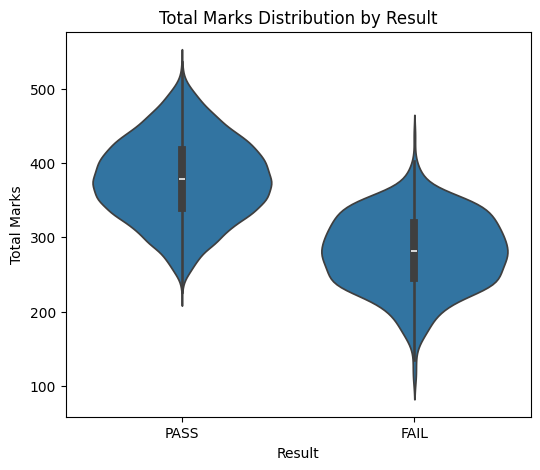 Total Marks Distribution by Result
Total Marks
500
400
300
200
100
PASS
FAIL
Result